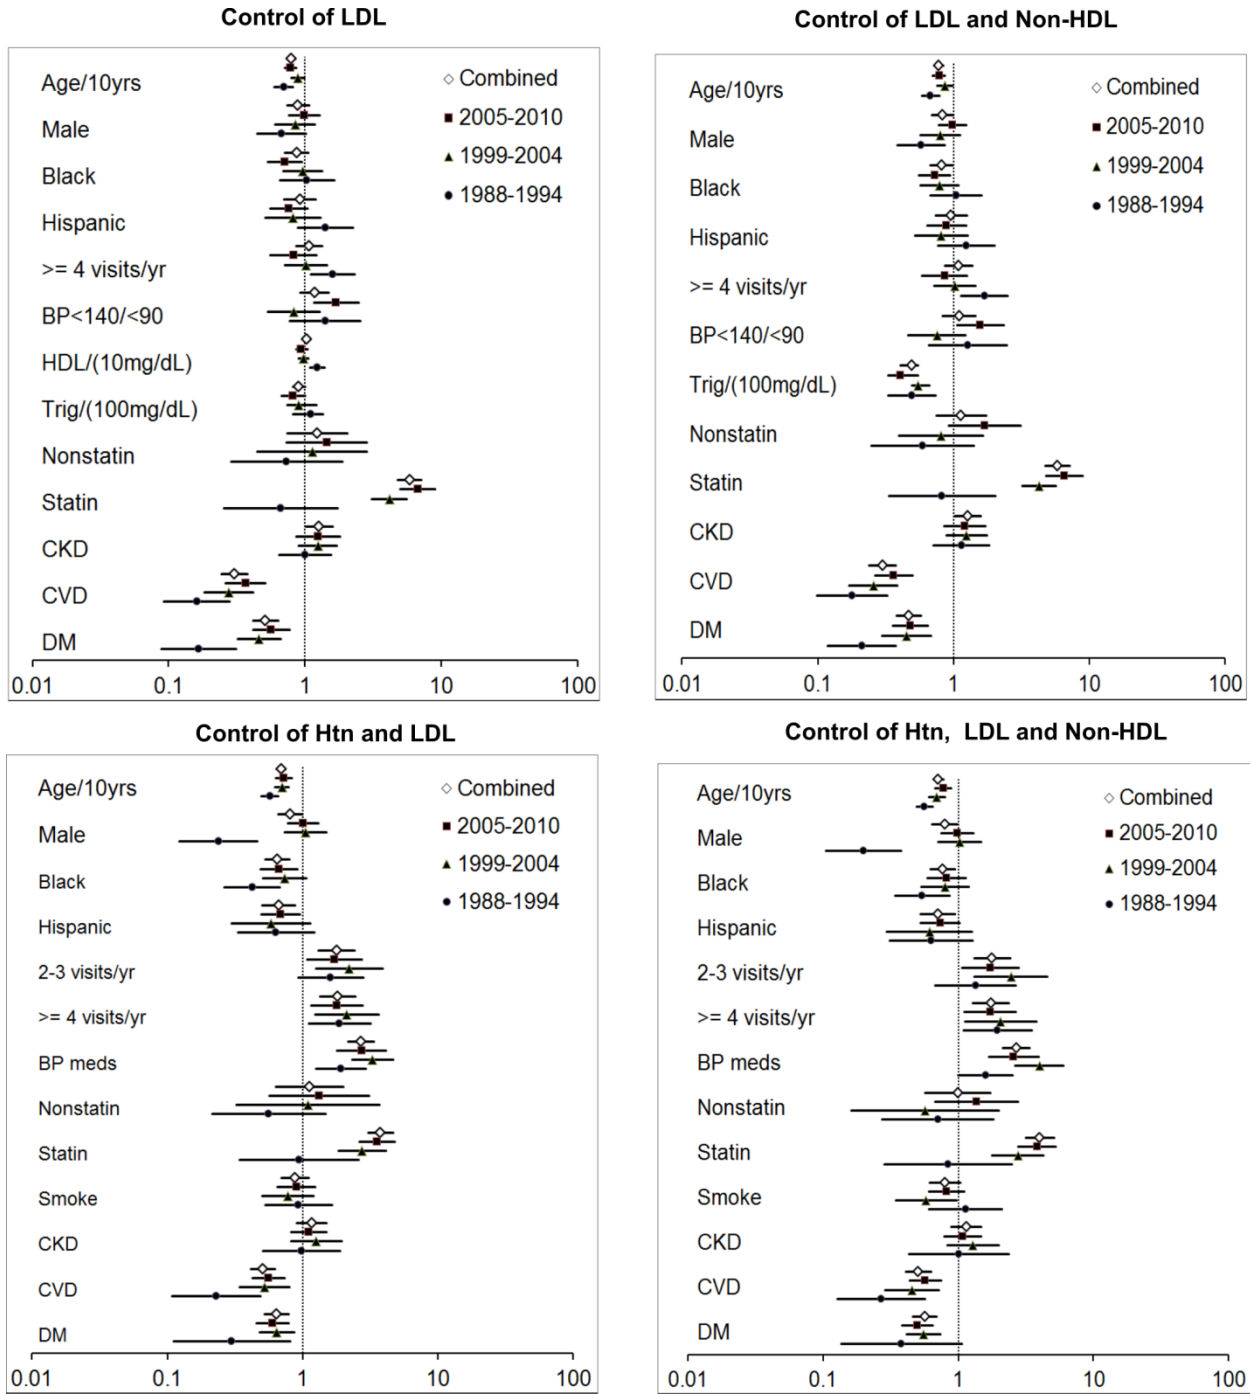 Control of LDL
Age/10yrs
Male
Black
Hispanic
>= 4 visits/yr
BP<140/<90
HDL/(10mg/dL)
Trig/(100mg/dL)
Nonstatin
Statin
CKD
CVD
DM
Combined
2005-2010
1999-2004
1988-1994
0.01 0.1 1 10 100
Control of LDL and Non-HDL
Age/10yrs
Male
Black
Hispanic
>= 4 visits/yr
BP<140/<90
Trig/(100mg/dL)
Nonstatin
Statin
CKD
CVD
DM
Combined
2005-2010
1999-2004
1988-1994
0.01 0.1 1 10 100
Control of Htn and LDL
Age/10yrs
Male
Black
Hispanic
2-3 visits/yr
>= 4 visits/yr
BP meds
Nonstatin
Statin
Smoke
CKD
CVD
DM
Combined
2005-2010
1999-2004
1988-1994
0.01 0.1 1 10 100
Control of Htn, LDL and Non-HDL
Age/10yrs
Male
Black
Hispanic
2-3 visits/yr
>= 4 visits/yr
BP meds
Nonstatin
Statin
Smoke
CKD
CVD
DM
Combined
2005-2010
1999-2004
1988-1994
0.01 0.1 1 10 100